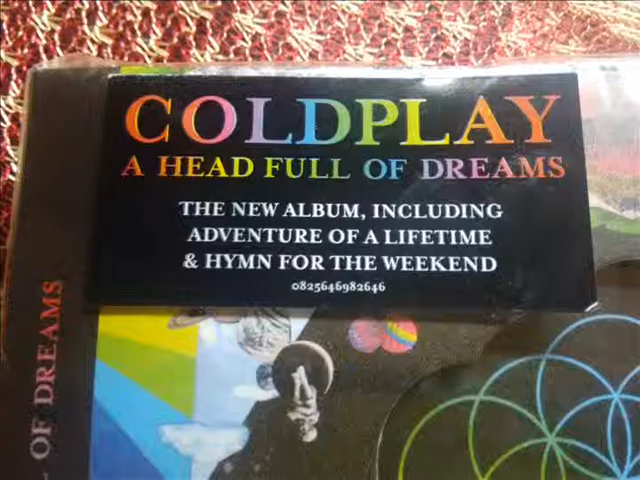 COLDPLAY
A HEAD FULL OF DREAMS
THE NEW ALBUM, INCLUDING
ADVENTURE OF A LIFETIME
& HYMN FOR THE WEEKEND
0825646982646
OF DREAMS